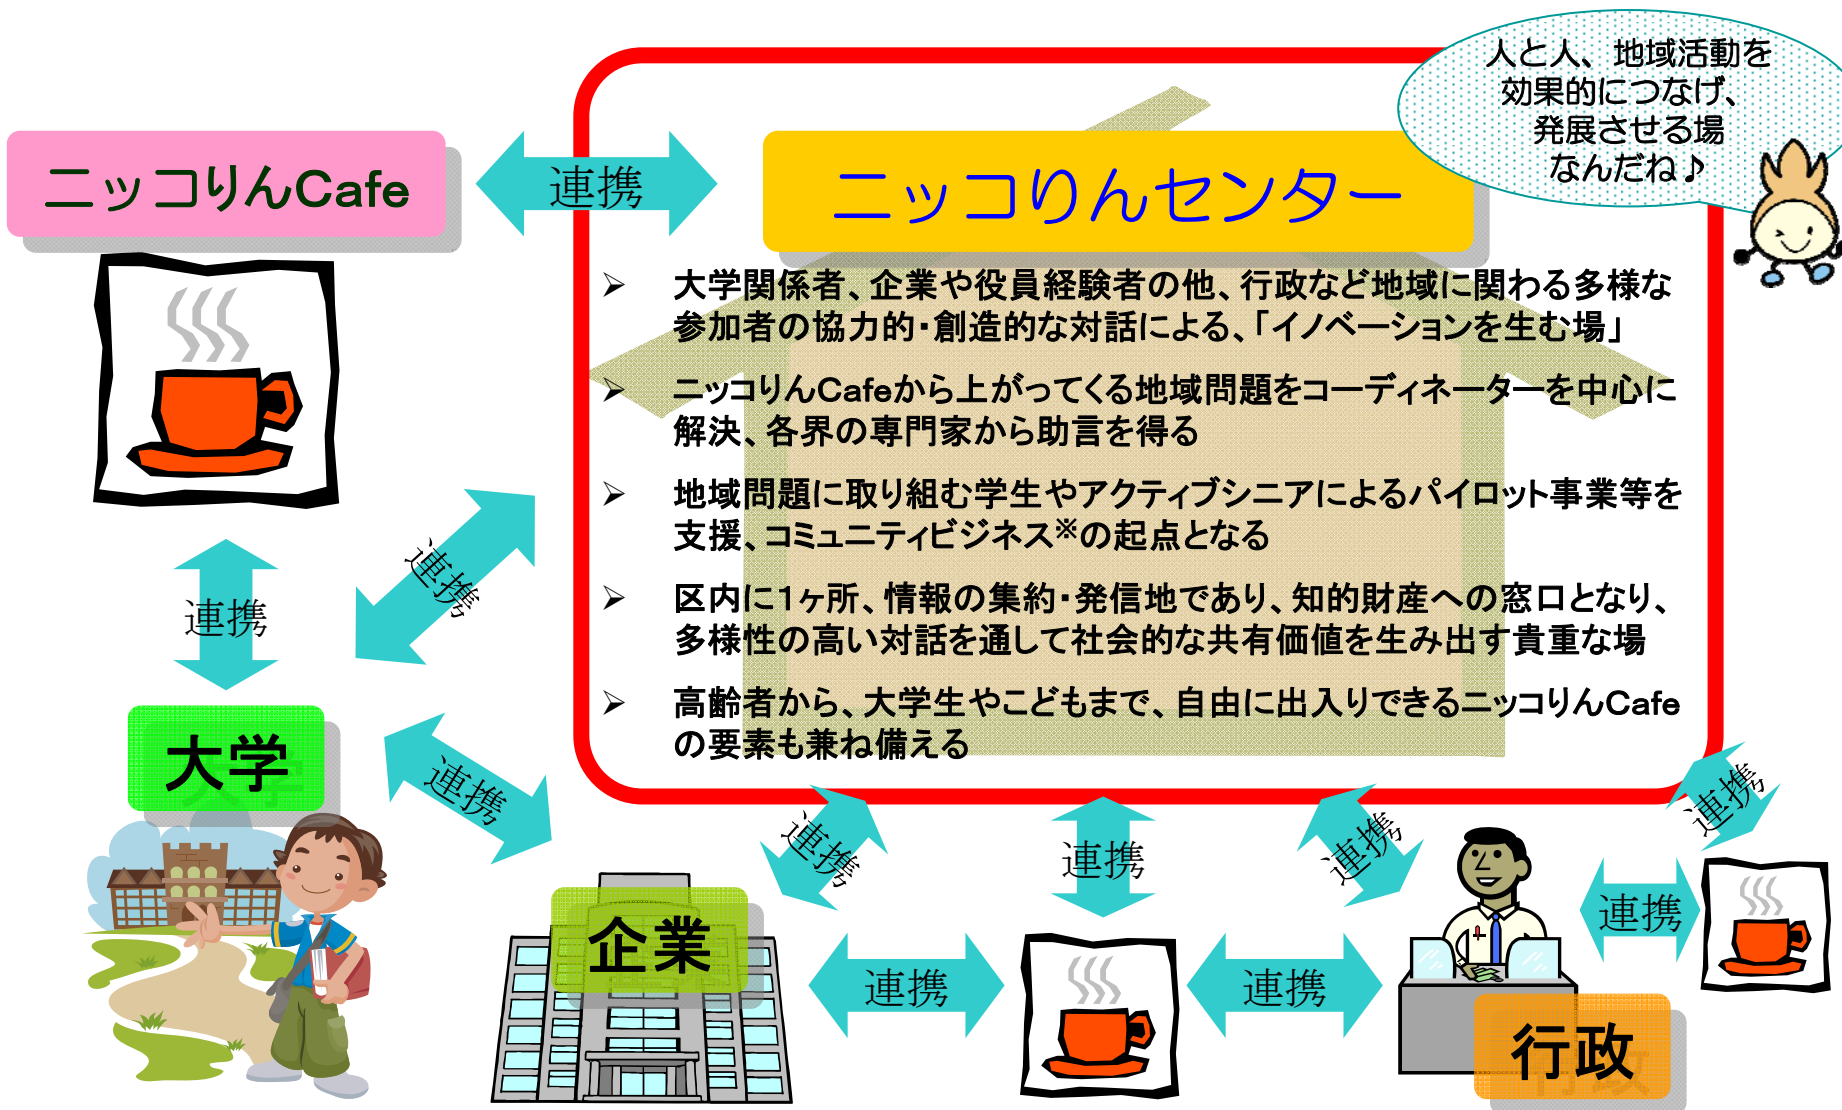 人と人、地域活動を
効果的につなげ、
発展させる場
なんだね♪
ニッコりんCafe
連携
ニッコりんセンター
➢ 大学関係者、企業や役員経験者の他、行政など地域に関わる多様な
参加者の協力的・創造的な対話による、「イノベーションを生む場」
➢ ニッコりんCafeから上がってくる地域問題をコーディネーターを中心に
解決、各界の専門家から助言を得る
➢ 地域問題に取り組む学生やアクティブシニアによるパイロット事業等を
支援、コミュニティビジネス※の起点となる
➢ 区内に1ヶ所、情報の集約・発信地であり、知的財産への窓口となり、
多様性の高い対話を通して社会的な共有価値を生み出す貴重な場
➢ 高齢者から、大学生やこどもまで、自由に出入りできるニッコりんCafe
の要素も兼ね備える
連携
連携
大学
連携
連携
連携
連携
連携
企業
連携
連携
連携
行政